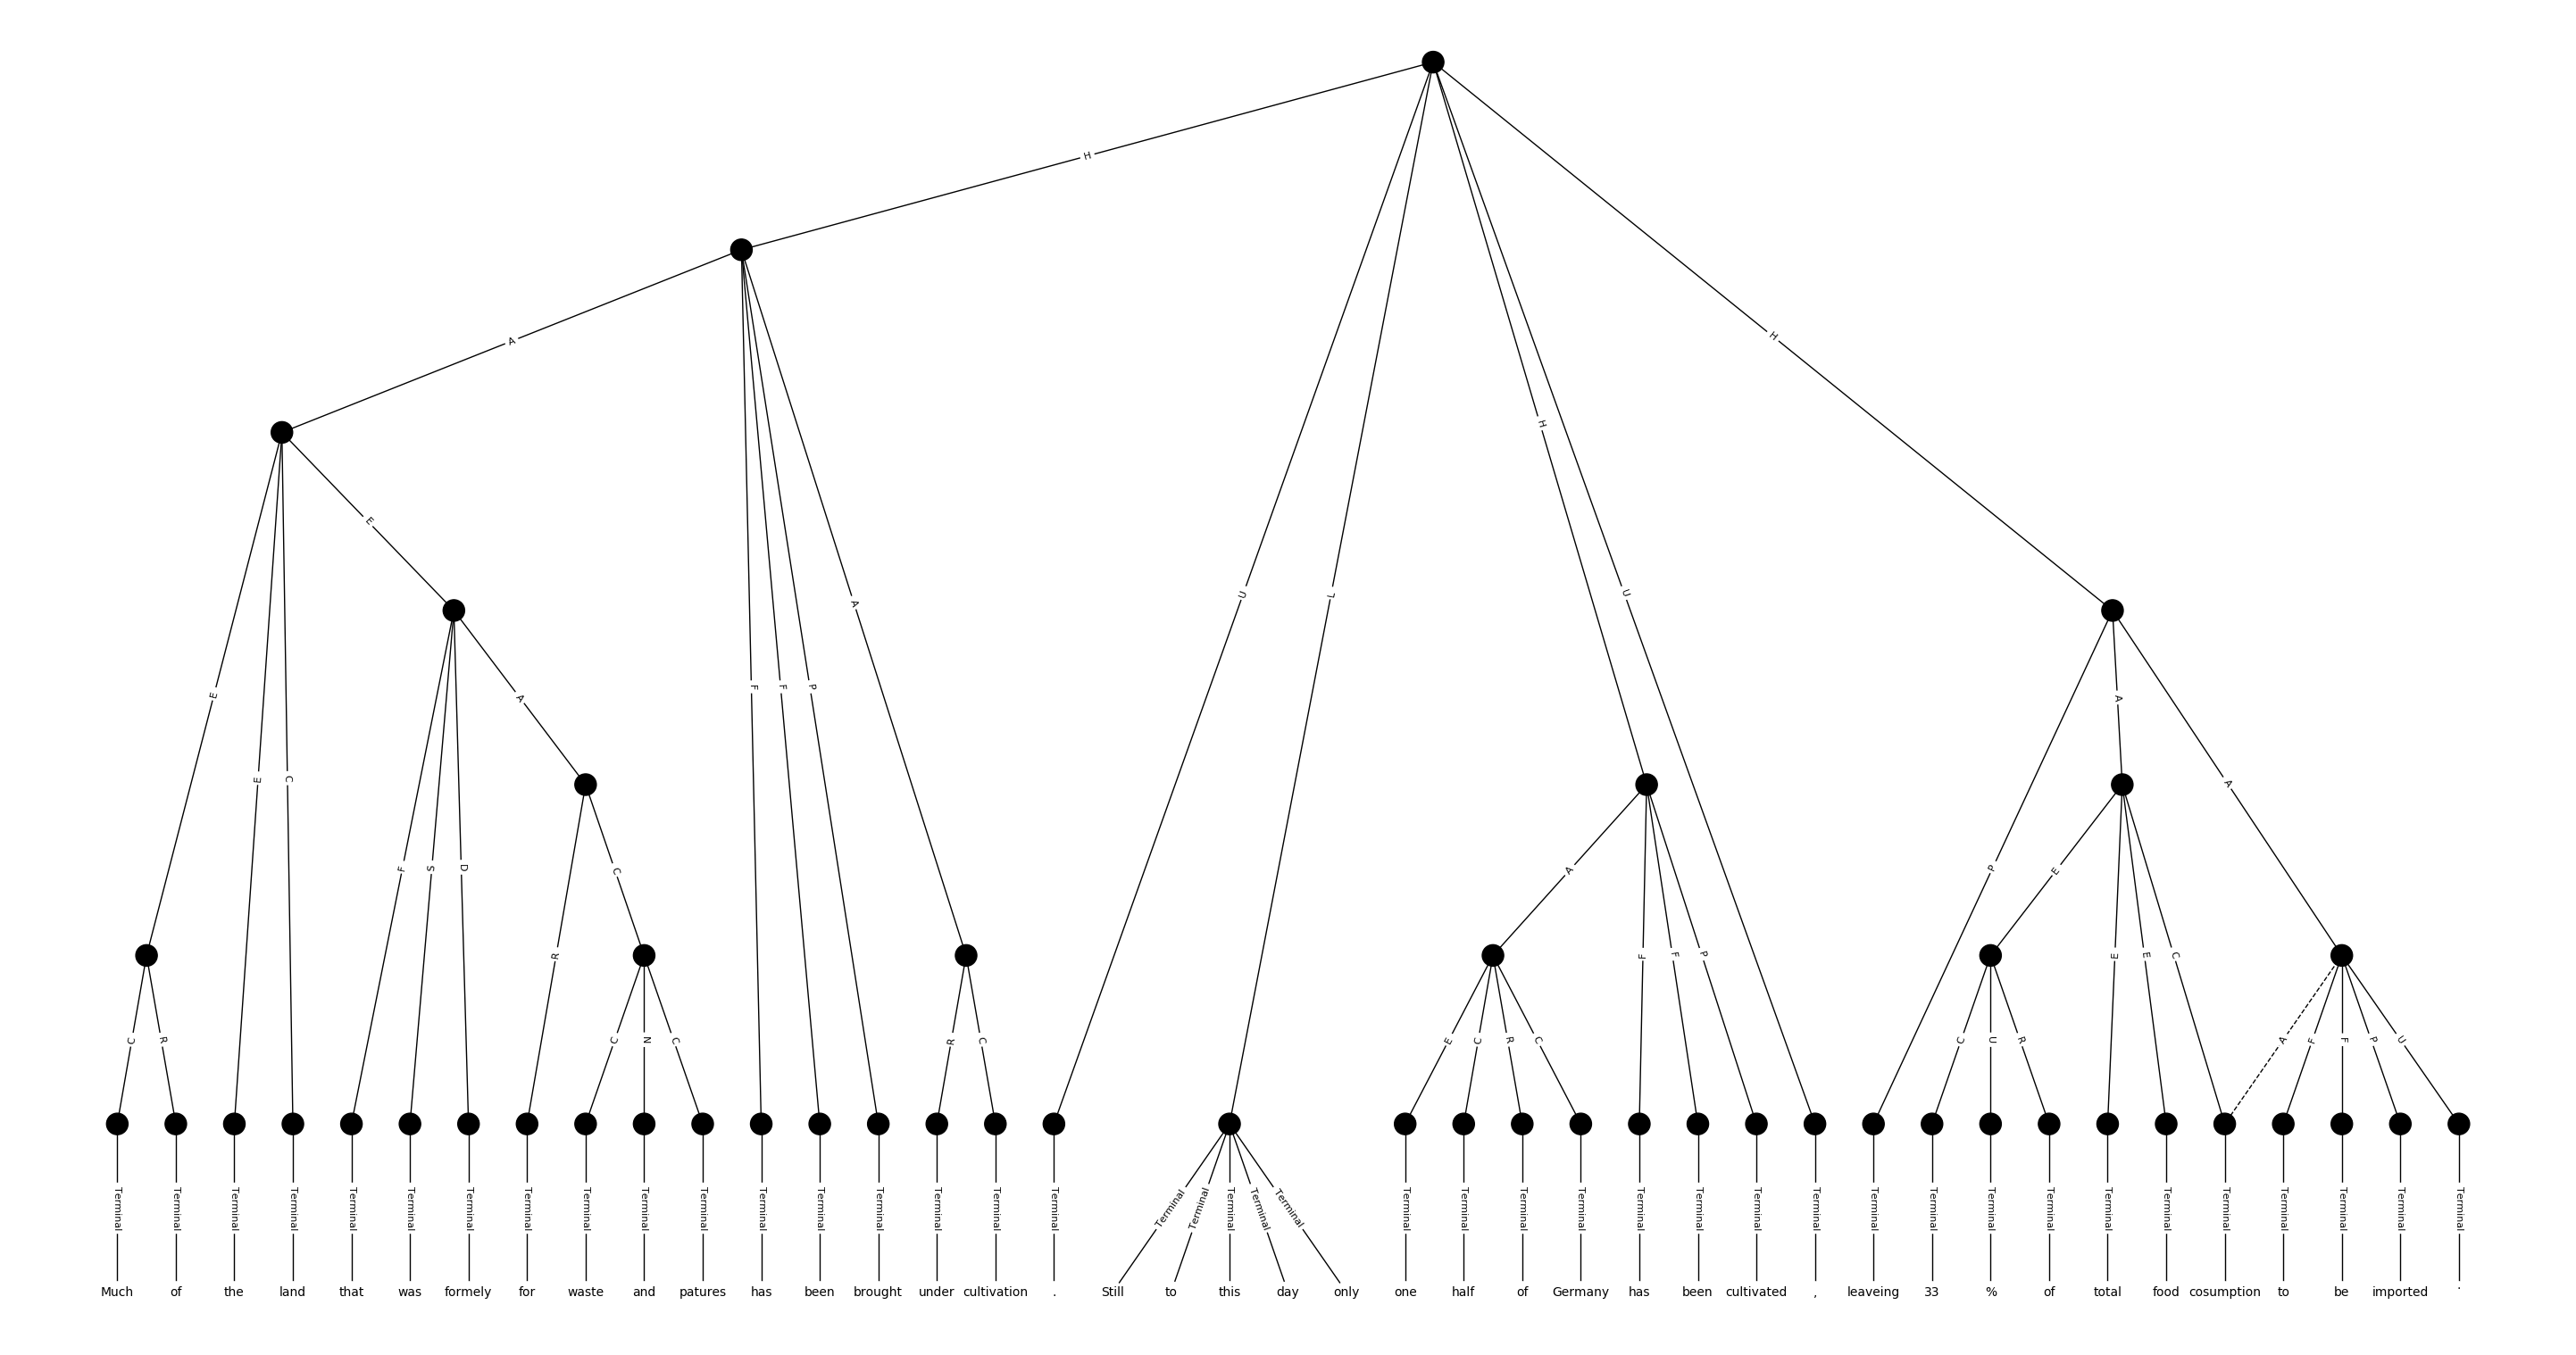 H
A
H
E
H
U
L
U
A
E
A
F
F
P
A
E
C
F
S
D
C
A
P
E
R
F
F
P
E
E
C
C
R
C
N
C
R
C
E
C
R
C
C
U
R
A
F
F
P
U
Terminal Terminal Terminal Terminal Terminal Terminal Terminal Terminal Terminal Terminal Terminal Terminal Terminal Terminal Terminal Terminal Terminal Terminal Terminal Terminal Terminal Terminal Terminal Terminal Terminal Terminal Terminal Terminal Terminal Terminal Terminal Terminal Terminal Terminal Terminal Terminal Terminal Terminal Terminal Terminal Terminal
Much of the land that was formely for waste and patures has been brought under cultivation . Still to this day only one half of Germany has been cultivated , leaveing 33 % of total food cosumption to be imported .